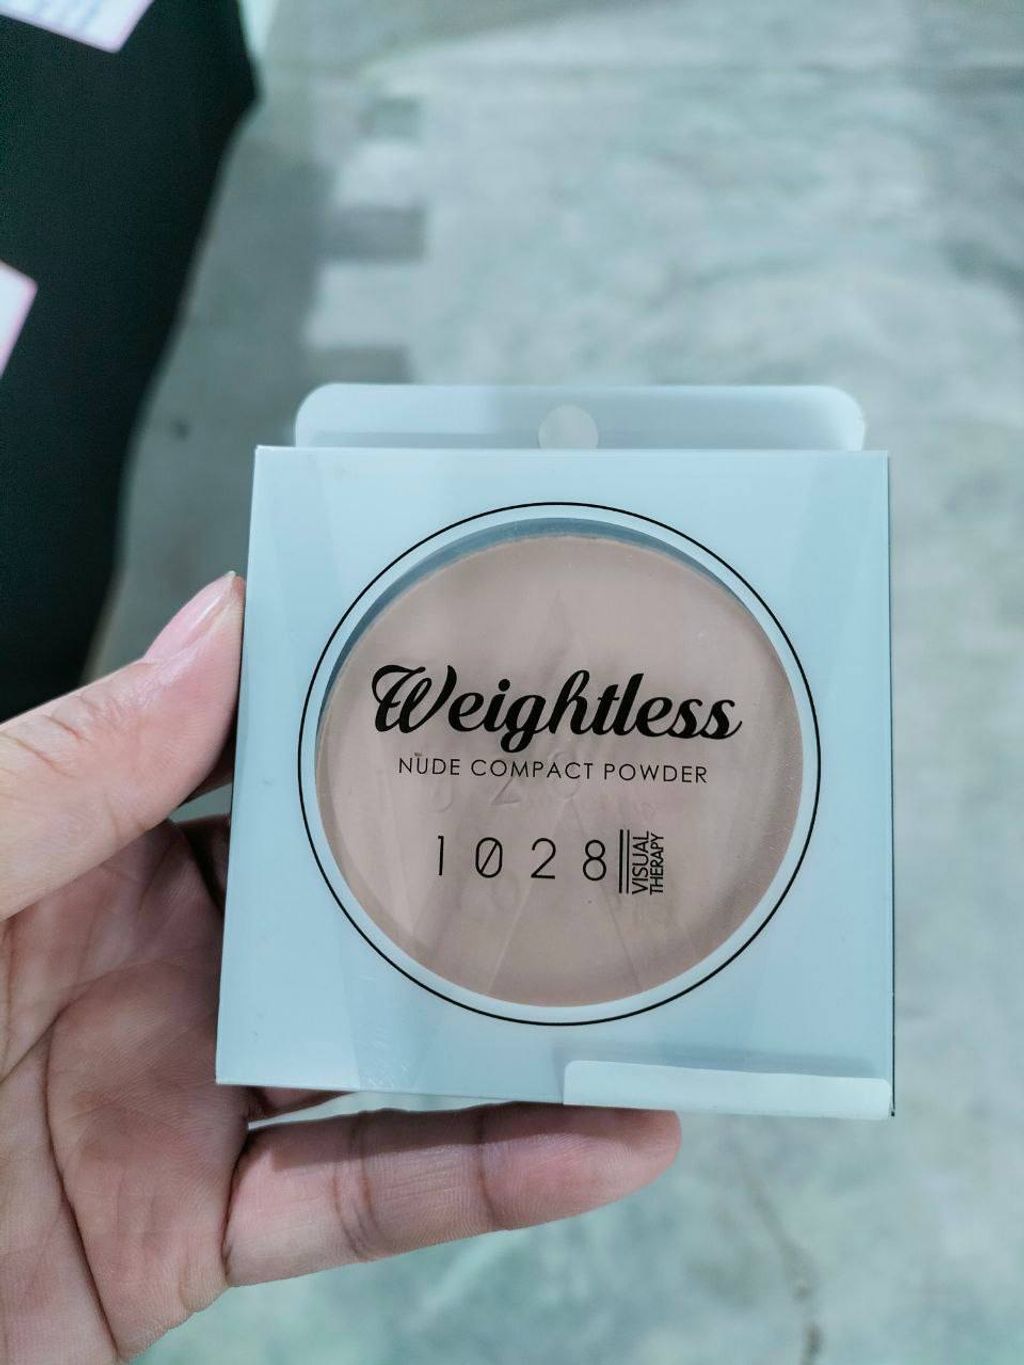 Weightless
NUDE COMPACT POWDER
1028
VISUAL
THERAPY